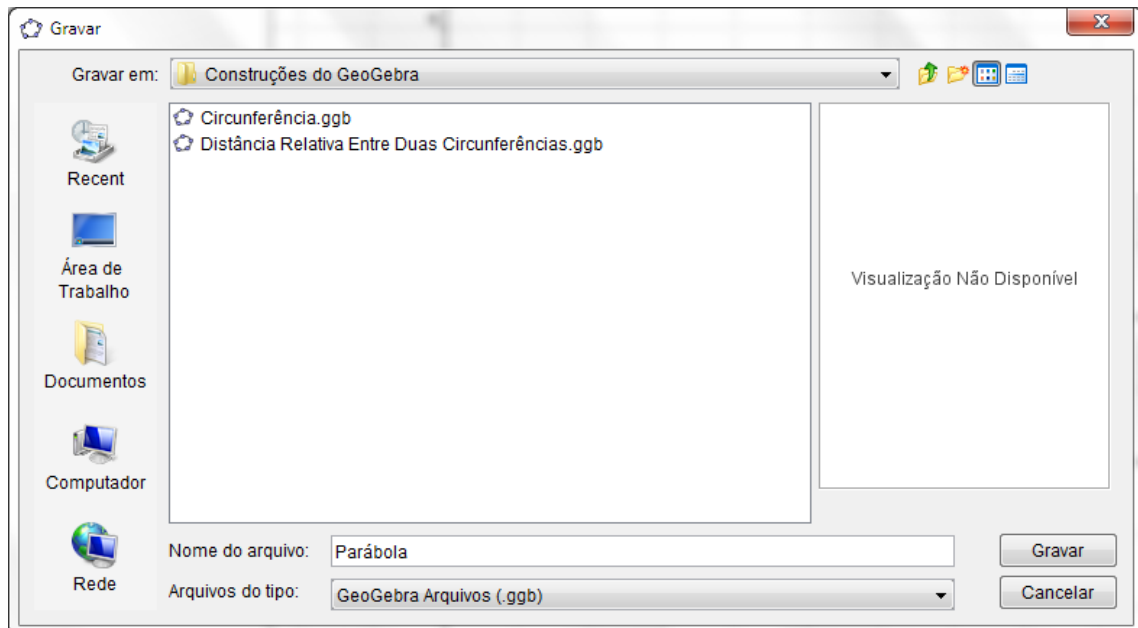 Gravar
Gravar em:
Construções do GeoGebra
Circunferência.ggb
Distância Relativa Entre Duas Circunferências.ggb
Recent
Área de
Trabalho
Documentos
Computador
Rede
Visualização Não Disponível
Nome do arquivo:
Parábola
Gravar
Arquivos do tipo:
GeoGebra Arquivos (.ggb)
Cancelar